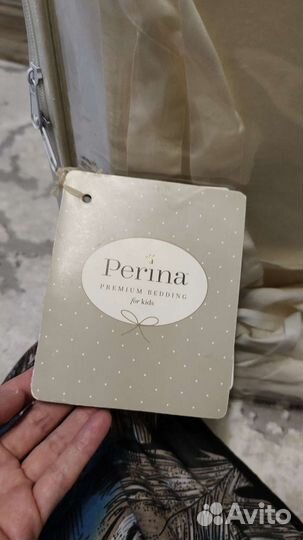 Perina
PREMIUM BEDDING
for kids
Avito